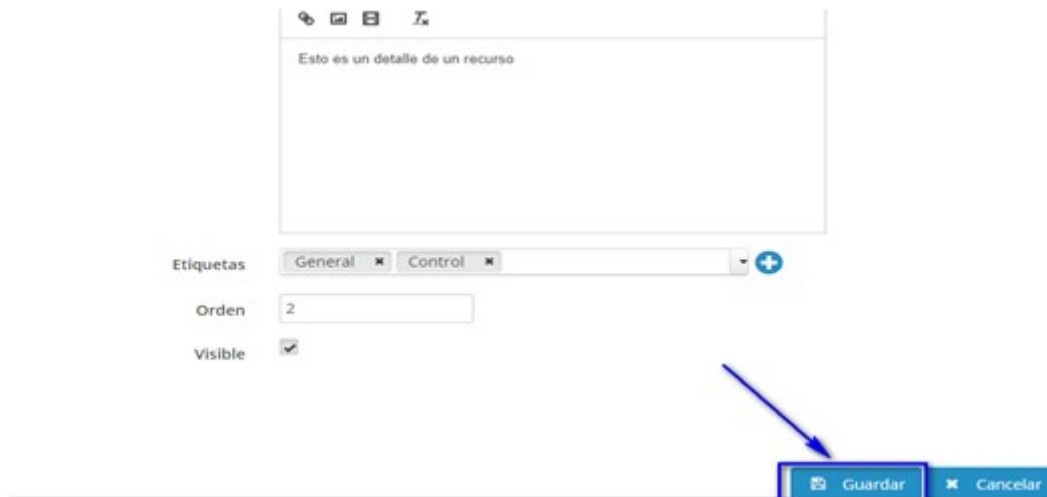 Esto es un detalle de un recurso
Etiquetas General Control
Orden 2
Visible
Guardar Cancelar